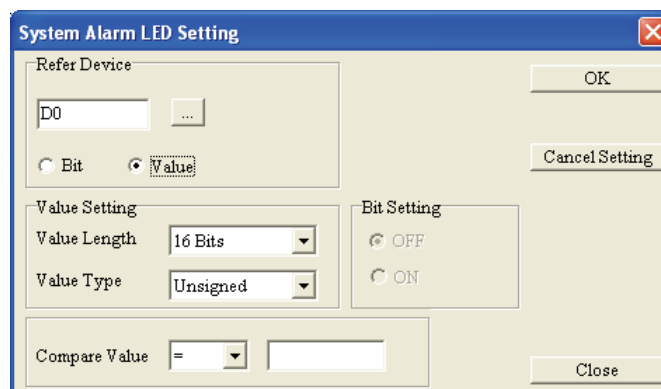 System Alarm LED Setting
Refer Device
D0
...
Bit
Value
OK
Cancel Setting
Value Setting
Value Length
16 Bits
Value Type
Unsigned
Bit Setting
OFF
ON
Compare Value
=
Close